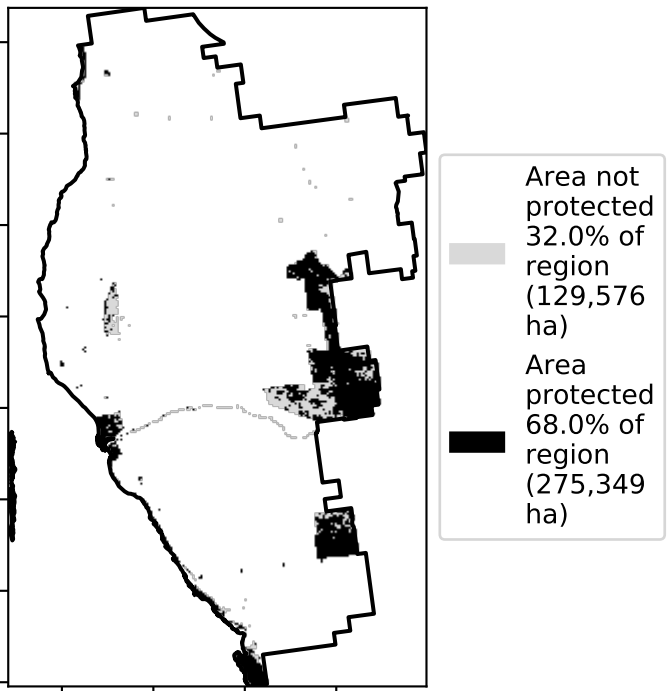 Area not
protected
32.0% of
region
(129,576
ha)
Area
protected
68.0% of
region
(275,349
ha)